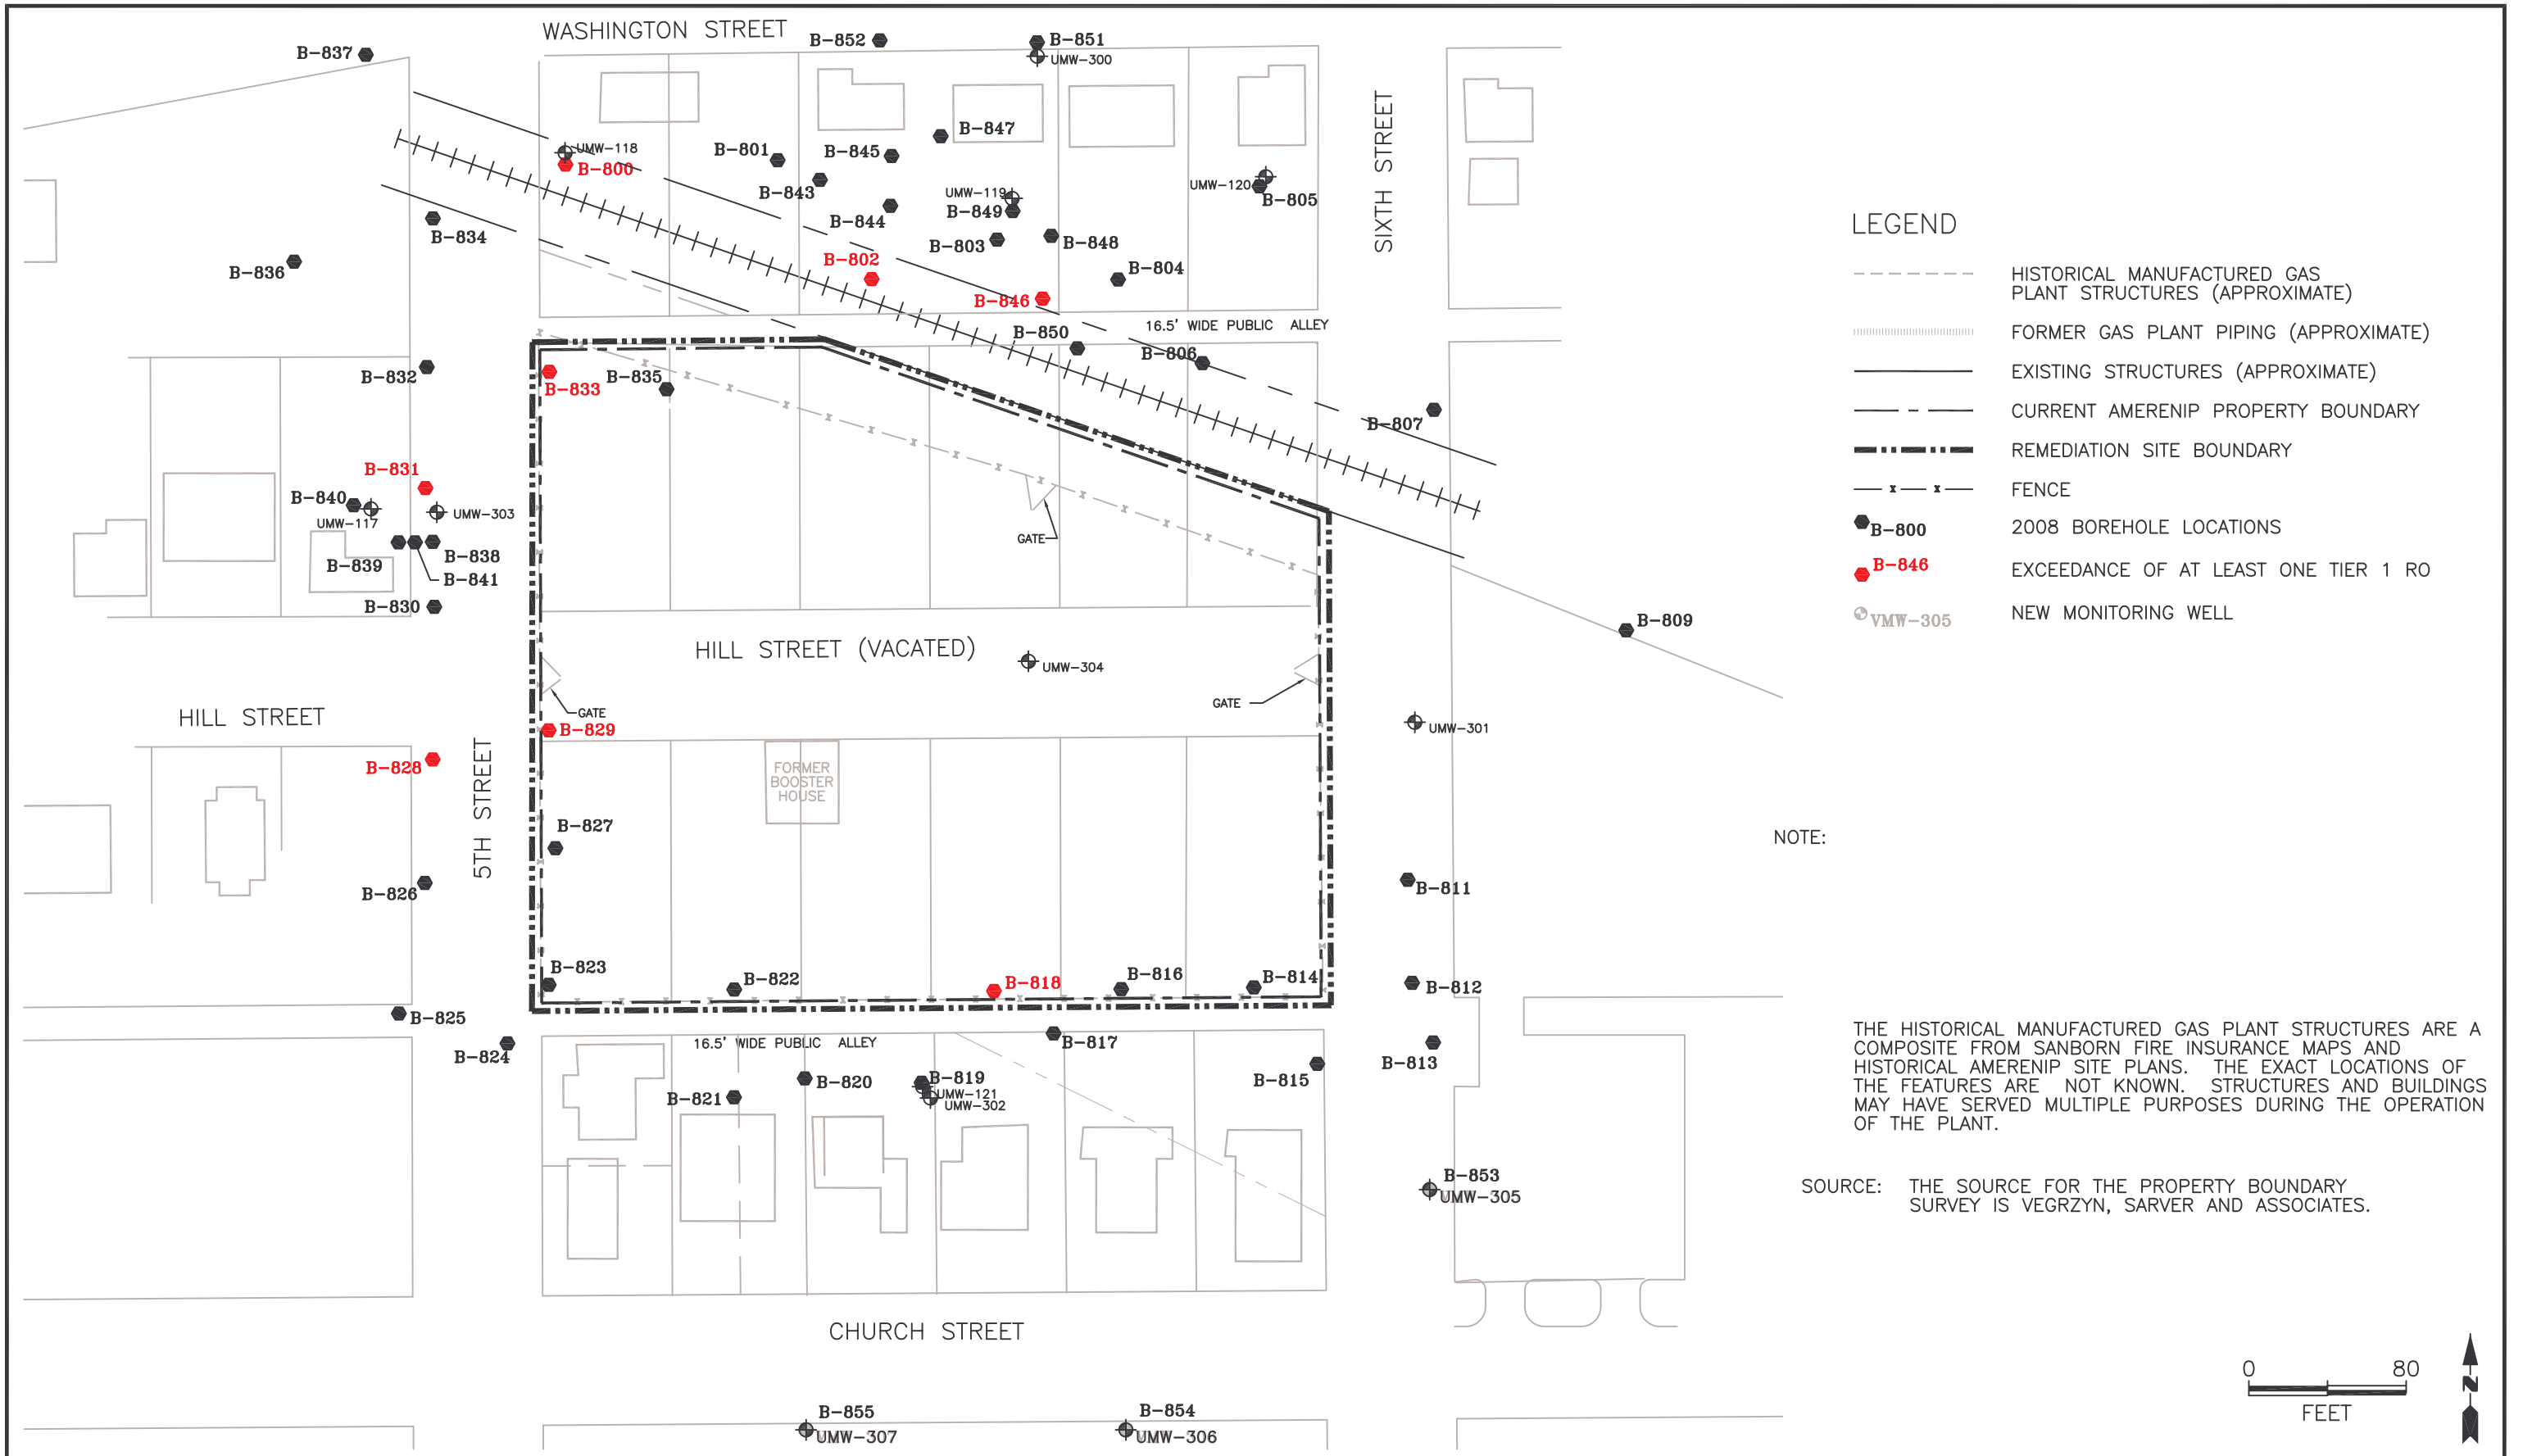 WASHINGTON STREET
B-837
B-852
B-851
UMW-300
SIXTH STREET
B-847
UMW-118
B-800
B-801
B-845
B-843
UMW-119
B-849
B-844
UMW-120
B-805
B-834
B-803
B-848
B-836
B-802
B-804
B-846
B-850
16.5' WIDE PUBLIC ALLEY
B-806
B-832
B-833
B-835
B-807
B-831
B-840
UMW-117
UMW-303
GATE
B-838
B-839
B-841
B-830
B-809
HILL STREET (VACATED)
UMW-304
GATE
GATE
HILL STREET
B-829
UMW-301
B-828
5TH STREET
FORMER
BOOSTER
HOUSE
B-827
B-826
B-811
B-823
B-822
B-818
B-816
B-814
B-812
B-825
B-824
16.5' WIDE PUBLIC ALLEY
B-817
B-813
B-815
B-821
B-820
B-819
UMW-121
UMW-302
B-853
UMW-305
CHURCH STREET
B-855
UMW-307
B-854
UMW-306
LEGEND
HISTORICAL MANUFACTURED GAS
PLANT STRUCTURES (APPROXIMATE)
FORMER GAS PLANT PIPING (APPROXIMATE)
EXISTING STRUCTURES (APPROXIMATE)
CURRENT AMERENIP PROPERTY BOUNDARY
REMEDIATION SITE BOUNDARY
FENCE
B-800 2008 BOREHOLE LOCATIONS
B-846 EXCEEDANCE OF AT LEAST ONE TIER 1 RO
VMW-305 NEW MONITORING WELL
NOTE:
THE HISTORICAL MANUFACTURED GAS PLANT STRUCTURES ARE A
COMPOSITE FROM SANBORN FIRE INSURANCE MAPS AND
HISTORICAL AMERENIP SITE PLANS. THE EXACT LOCATIONS OF
THE FEATURES ARE NOT KNOWN. STRUCTURES AND BUILDINGS
MAY HAVE SERVED MULTIPLE PURPOSES DURING THE OPERATION
OF THE PLANT.
SOURCE: THE SOURCE FOR THE PROPERTY BOUNDARY
SURVEY IS VEGRZYN, SARVER AND ASSOCIATES.
0 80
FEET
N